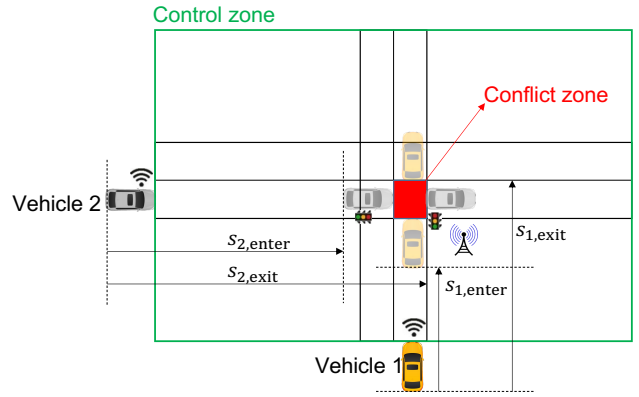 Control zone
Conflict zone
Vehicle 2
s₂,enter
s₂,exit
s₁,exit
s₁,enter
Vehicle 1